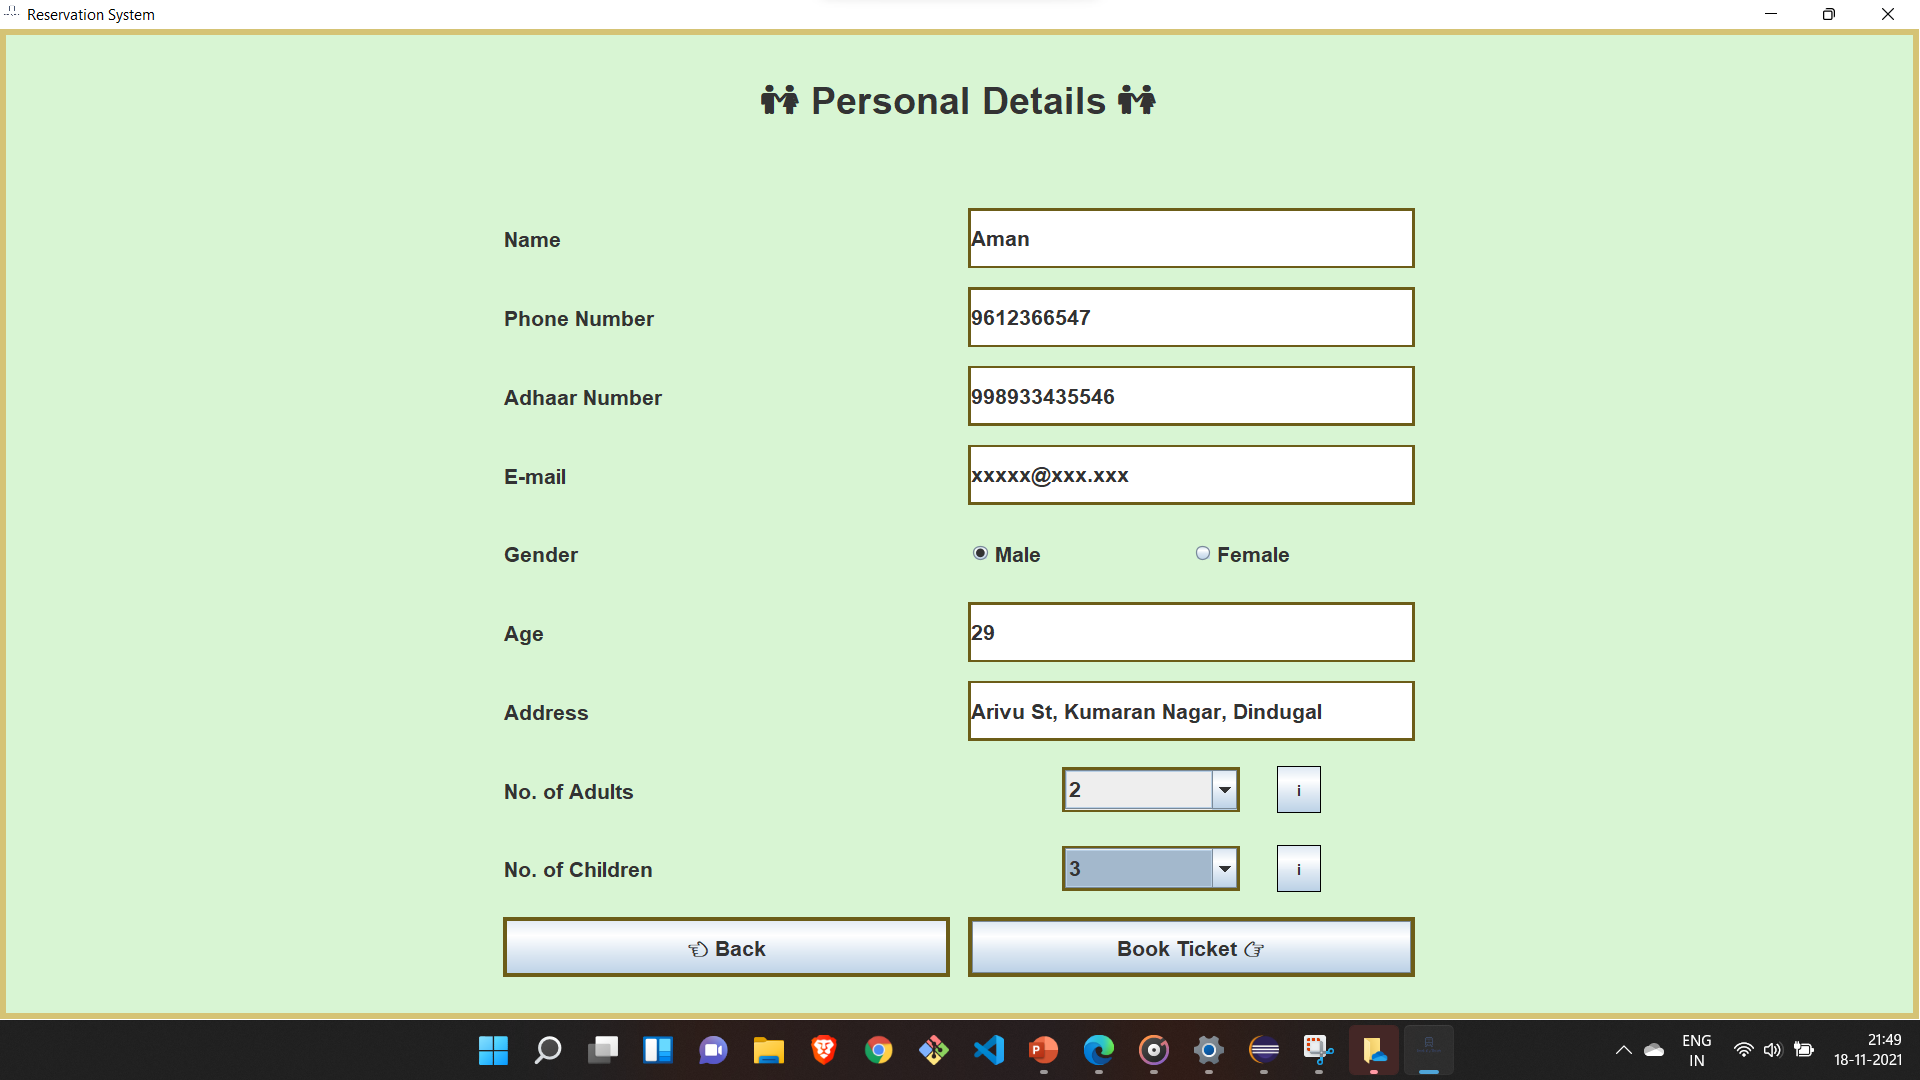 Reservation System
Personal Details
Name
Aman
Phone Number
9612366547
Adhaar Number
998933435546
E-mail
xxxxx@xxx.xxx
Gender
Male
Female
Age
29
Address
Arivu St, Kumaran Nagar, Dindugal
No. of Adults
2
i
No. of Children
3
i
Back
Book Ticket
ENG
IN
21:49
18-11-2021